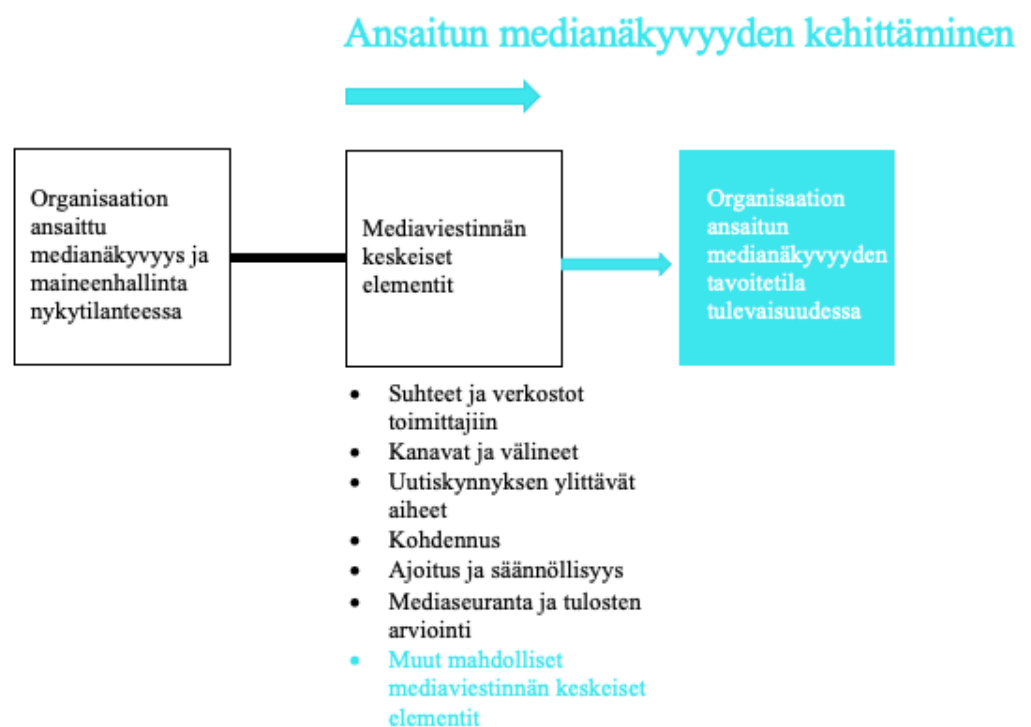 Ansaitun medianäkyvyyden kehittäminen
Organisaation
ansaittu
medianäkyvyys ja
maineenhallinta
nykytilanteessa
Mediaviestinnän
keskeiset
elementit
Organisaation
ansaitun
medianäkyvyyden
tavoitetila
tulevaisuudessa
• Suhteet ja verkostot
toimittajiin
• Kanavat ja välineet
• Uutiskynnyksen ylittävät
aiheet
• Kohdennus
• Ajoitus ja säännöllisyys
• Mediaseuranta ja tulosten
arviointi
• Muut mahdolliset
mediaviestinnän keskeiset
elementit